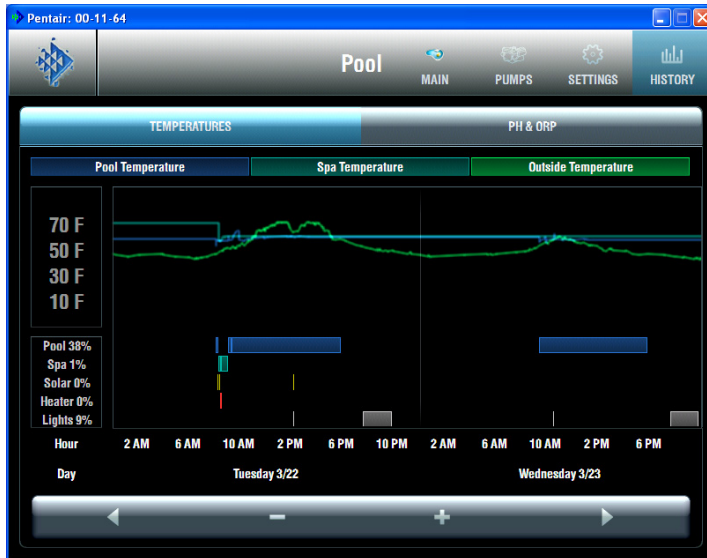 Pentair: 00-11-64
Pool
MAIN
PUMPS
SETTINGS
HISTORY
TEMPERATURES
PH & ORP
Pool Temperature
Spa Temperature
Outside Temperature
70 F
50 F
30 F
10 F
Pool 38%
Spa 1%
Solar 0%
Heater 0%
Lights 9%
Hour 2 AM 6 AM 10 AM 2 PM 6 PM 10 PM 2 AM 6 AM 10 AM 2 PM 6 PM
Day Tuesday 3/22 Wednesday 3/23